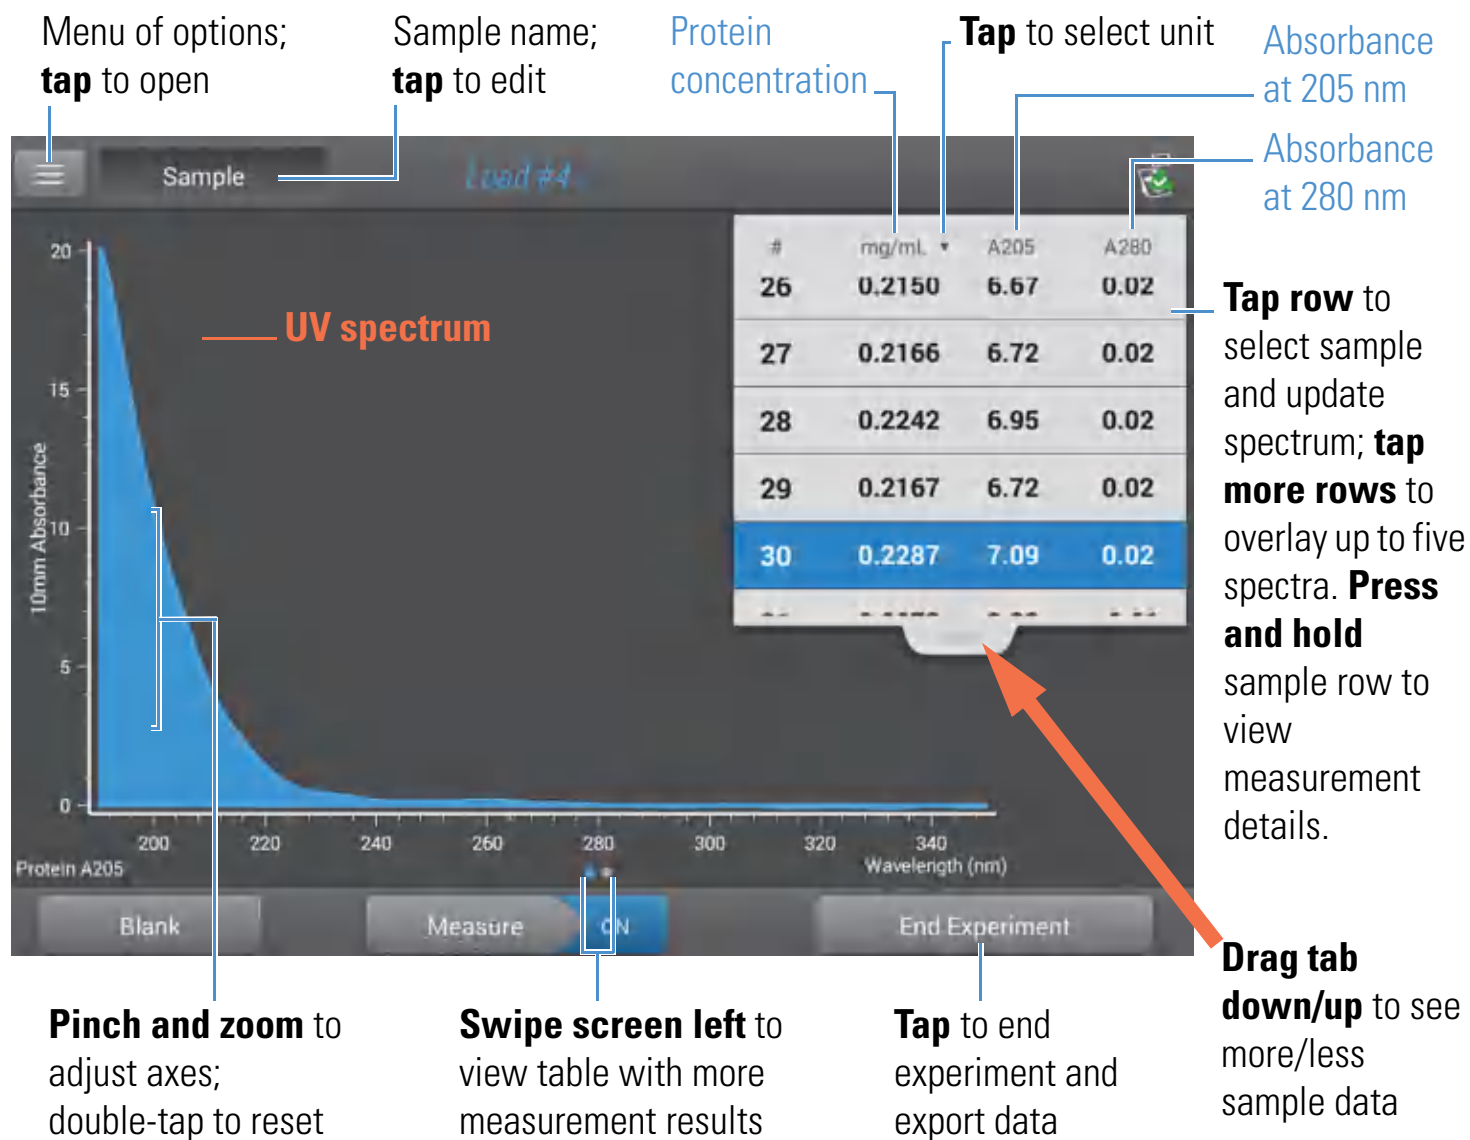 Menu of options;
tap to open
Sample name;
tap to edit
Protein
concentration
Tap to select unit
Absorbance
at 205 nm
Absorbance
at 280 nm
Sample
Load #4
# mg/mL A205 A280
26 0.2150 6.67 0.02
27 0.2166 6.72 0.02
28 0.2242 6.95 0.02
29 0.2167 6.72 0.02
30 0.2287 7.09 0.02
UV spectrum
20
15
10
5
0
10mm Absorbance
200 220 240 260 280 300 320 340
Wavelength (nm)
Protein A205
Blank
Measure
ON
End Experiment
Tap row to
select sample
and update
spectrum; tap
more rows to
overlay up to five
spectra. Press
and hold
sample row to
view
measurement
details.
Pinch and zoom to
adjust axes;
double-tap to reset
Swipe screen left to
view table with more
measurement results
Tap to end
experiment and
export data
Drag tab
down/up to see
more/less
sample data